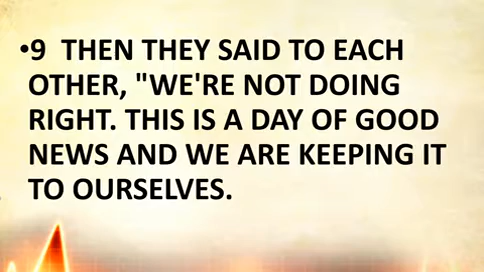 •9  THEN THEY SAID TO EACH
OTHER, "WE'RE NOT DOING
RIGHT. THIS IS A DAY OF GOOD
NEWS AND WE ARE KEEPING IT
TO OURSELVES.